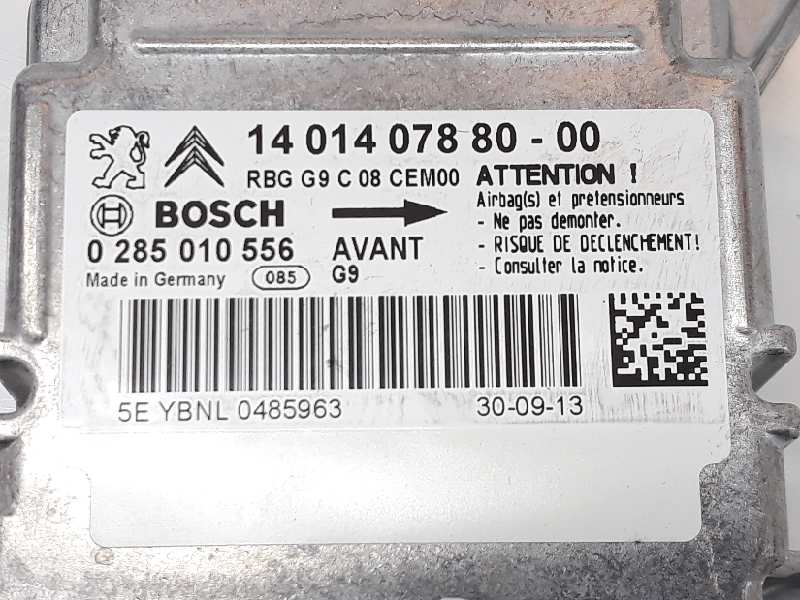 14 014 078 80 - 00
RBG G9 C 08 CEM00
ATTENTION !
Airbag(s) et prétensionneurs
- Ne pas demonter.
- RISQUE DE DECLENCHEMENT!
- Consulter la notice.
BOSCH
0 285 010 556
AVANT
Made in Germany
085
G9
5E YBNL 0485963
30-09-13